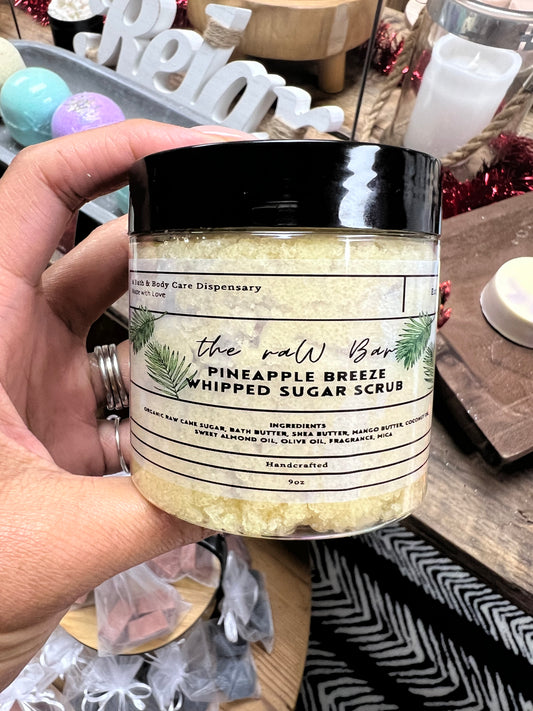 Relax
Bath & Body Care Dispensary
Made with Love
the raW Bar
PINEAPPLE BREEZE
WHIPPED SUGAR SCRUB
INGREDIENTS
ORGANIC RAW CANE SUGAR, BATH BUTTER, SHEA BUTTER, MANGO BUTTER, COCONUT OIL,
SWEET ALMOND OIL, OLIVE OIL, FRAGRANCE, MICA
Handcrafted
9oz